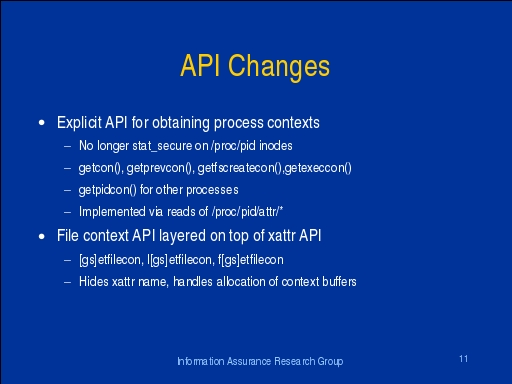 API Changes
• Explicit API for obtaining process contexts
– No longer stat_secure on /proc/pid inodes
– getcon(), getprevcon(), getfscreatecon(),getexeccon()
– getpidcon() for other processes
– Implemented via reads of /proc/pid/attr/*
• File context API layered on top of xattr API
– [gs]etfilecon, l[gs]etfilecon, f[gs]etfilecon
– Hides xattr name, handles allocation of context buffers
Information Assurance Research Group
11